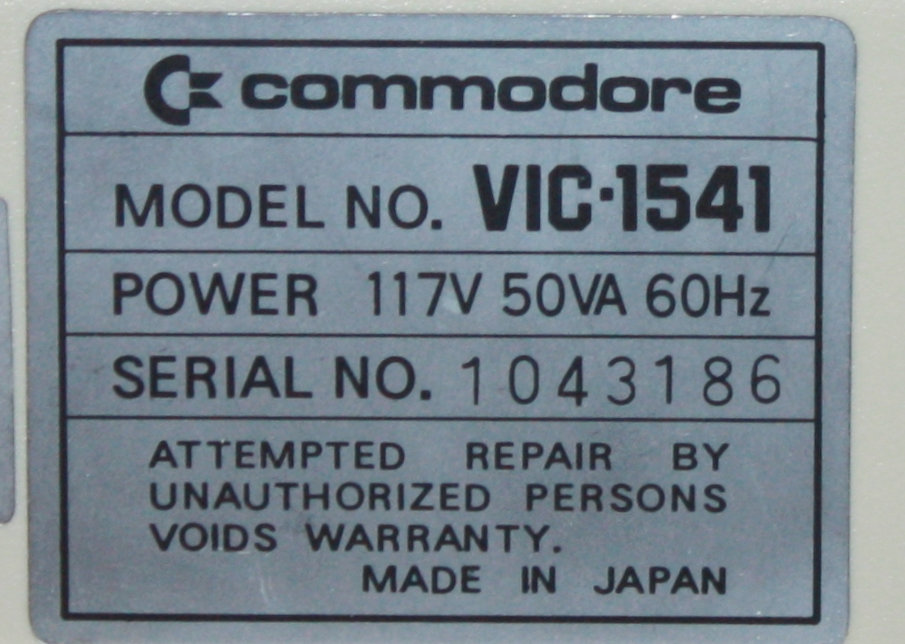 commodore
MODEL NO. VIC·1541
POWER 117V 50VA 60Hz
SERIAL NO. 1043186
ATTEMPTED REPAIR BY
UNAUTHORIZED PERSONS
VOIDS WARRANTY.
MADE IN JAPAN